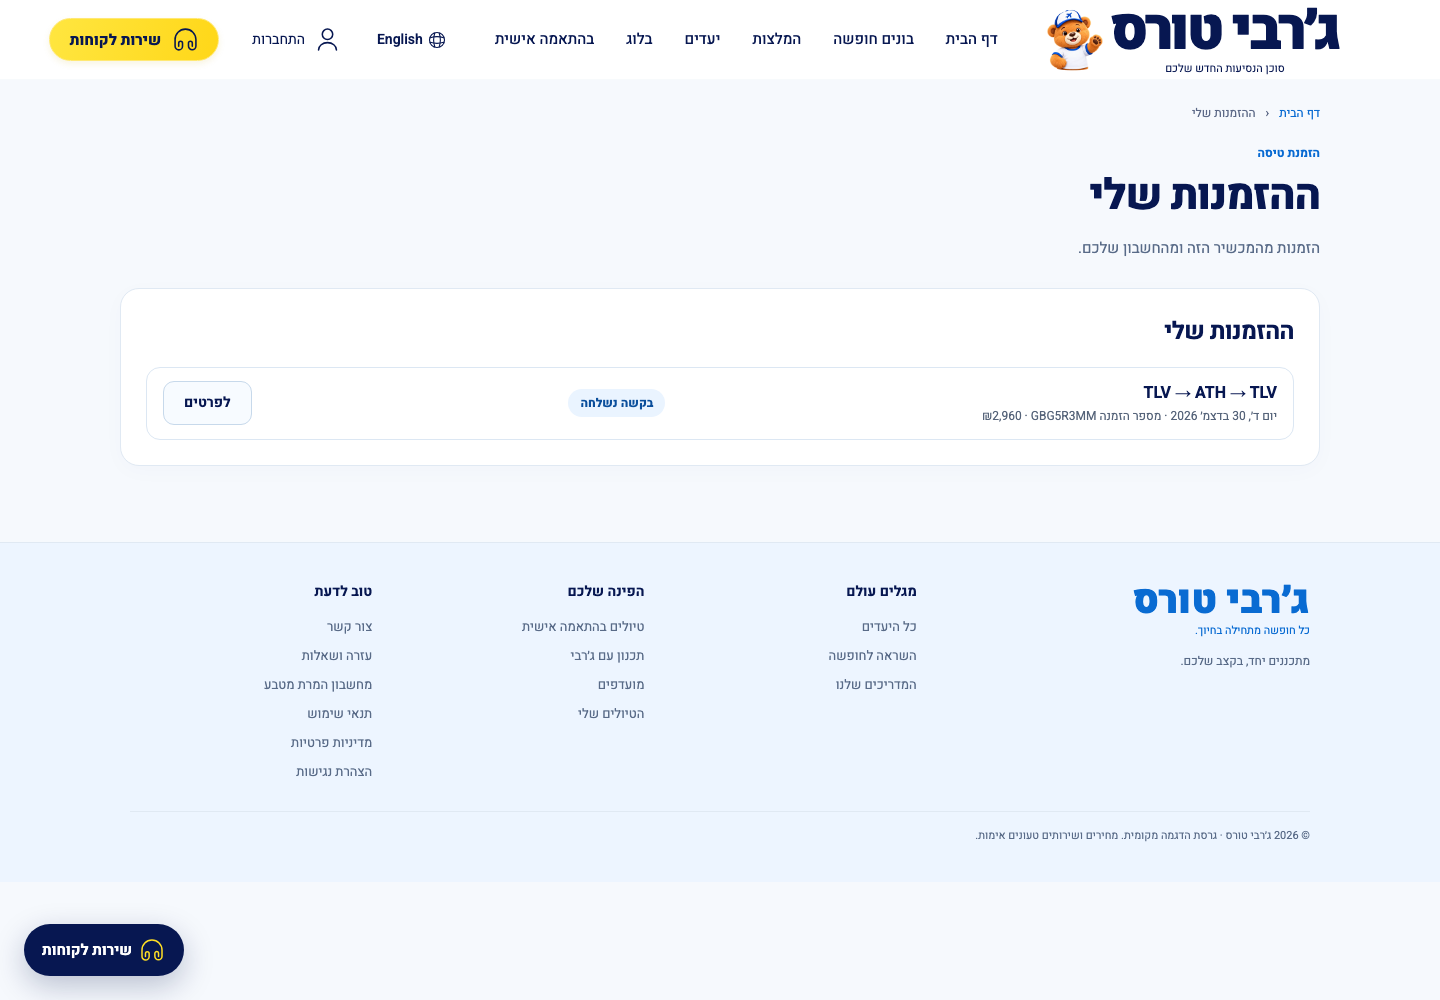 ג׳רבי טורס
סוכן הנסיעות החדש שלכם
דף הבית
בונים חופשה
המלצות
יעדים
בלוג
בהתאמה אישית
English
התחברות
שירות לקוחות
דף הבית › ההזמנות שלי
הזמנת טיסה
ההזמנות שלי
הזמנות מהמכשיר הזה ומהחשבון שלכם.
ההזמנות שלי
TLV → ATH → TLV
יום ד׳, 30 בדצמ׳ 2026 · מספר הזמנה GBG5R3MM · ₪2,960
בקשה נשלחה
לפרטים
ג׳רבי טורס
כל חופשה מתחילה בחיוך.
מתכננים יחד, בקצב שלכם.
מגלים עולם
כל היעדים
השראה לחופשה
המדריכים שלנו
הפינה שלכם
טיולים בהתאמה אישית
תכנון עם ג׳רבי
מועדפים
הטיולים שלי
טוב לדעת
צור קשר
עזרה ושאלות
מחשבון המרת מטבע
תנאי שימוש
מדיניות פרטיות
הצהרת נגישות
© 2026 ג׳רבי טורס · גרסת הדגמה מקומית. מחירים ושירותים טעונים אימות.
שירות לקוחות